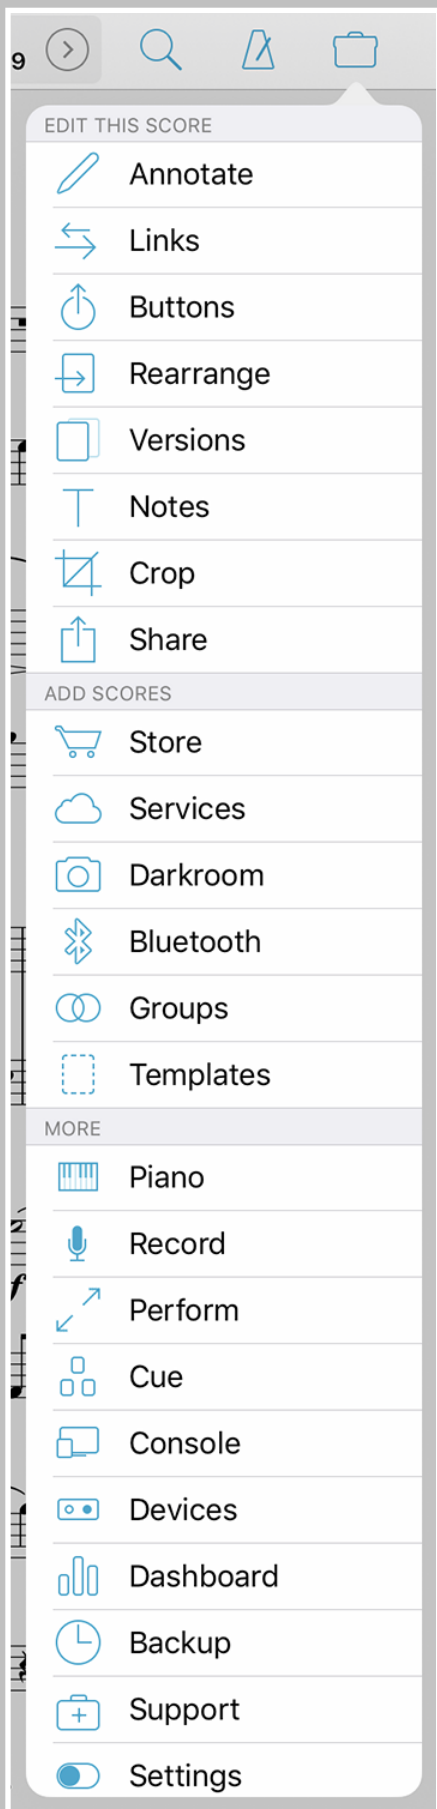 9
EDIT THIS SCORE
Annotate
Links
Buttons
Rearrange
Versions
Notes
Crop
Share
ADD SCORES
Store
Services
Darkroom
Bluetooth
Groups
Templates
MORE
Piano
Record
Perform
Cue
Console
Devices
Dashboard
Backup
Support
Settings